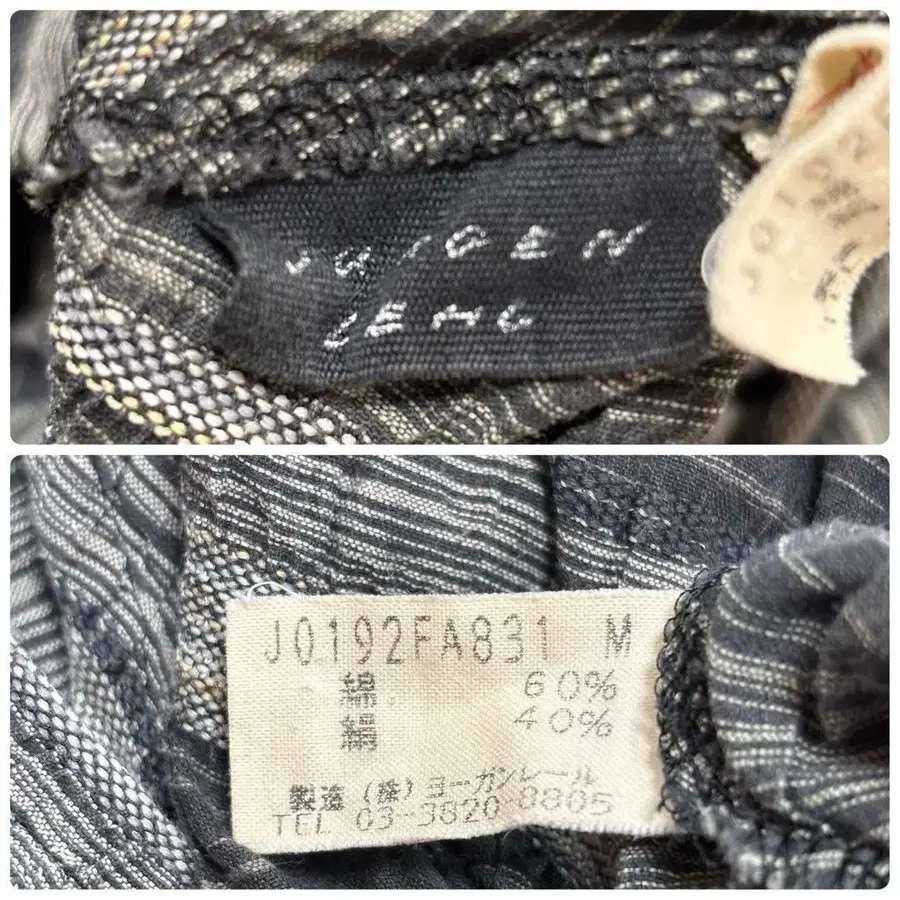 JURGEN
LEHL
J0192
J0192FA831 M
綿 60%
絹 40%
製造 (株) ヨーガンレール
TEL 03-3820-8805